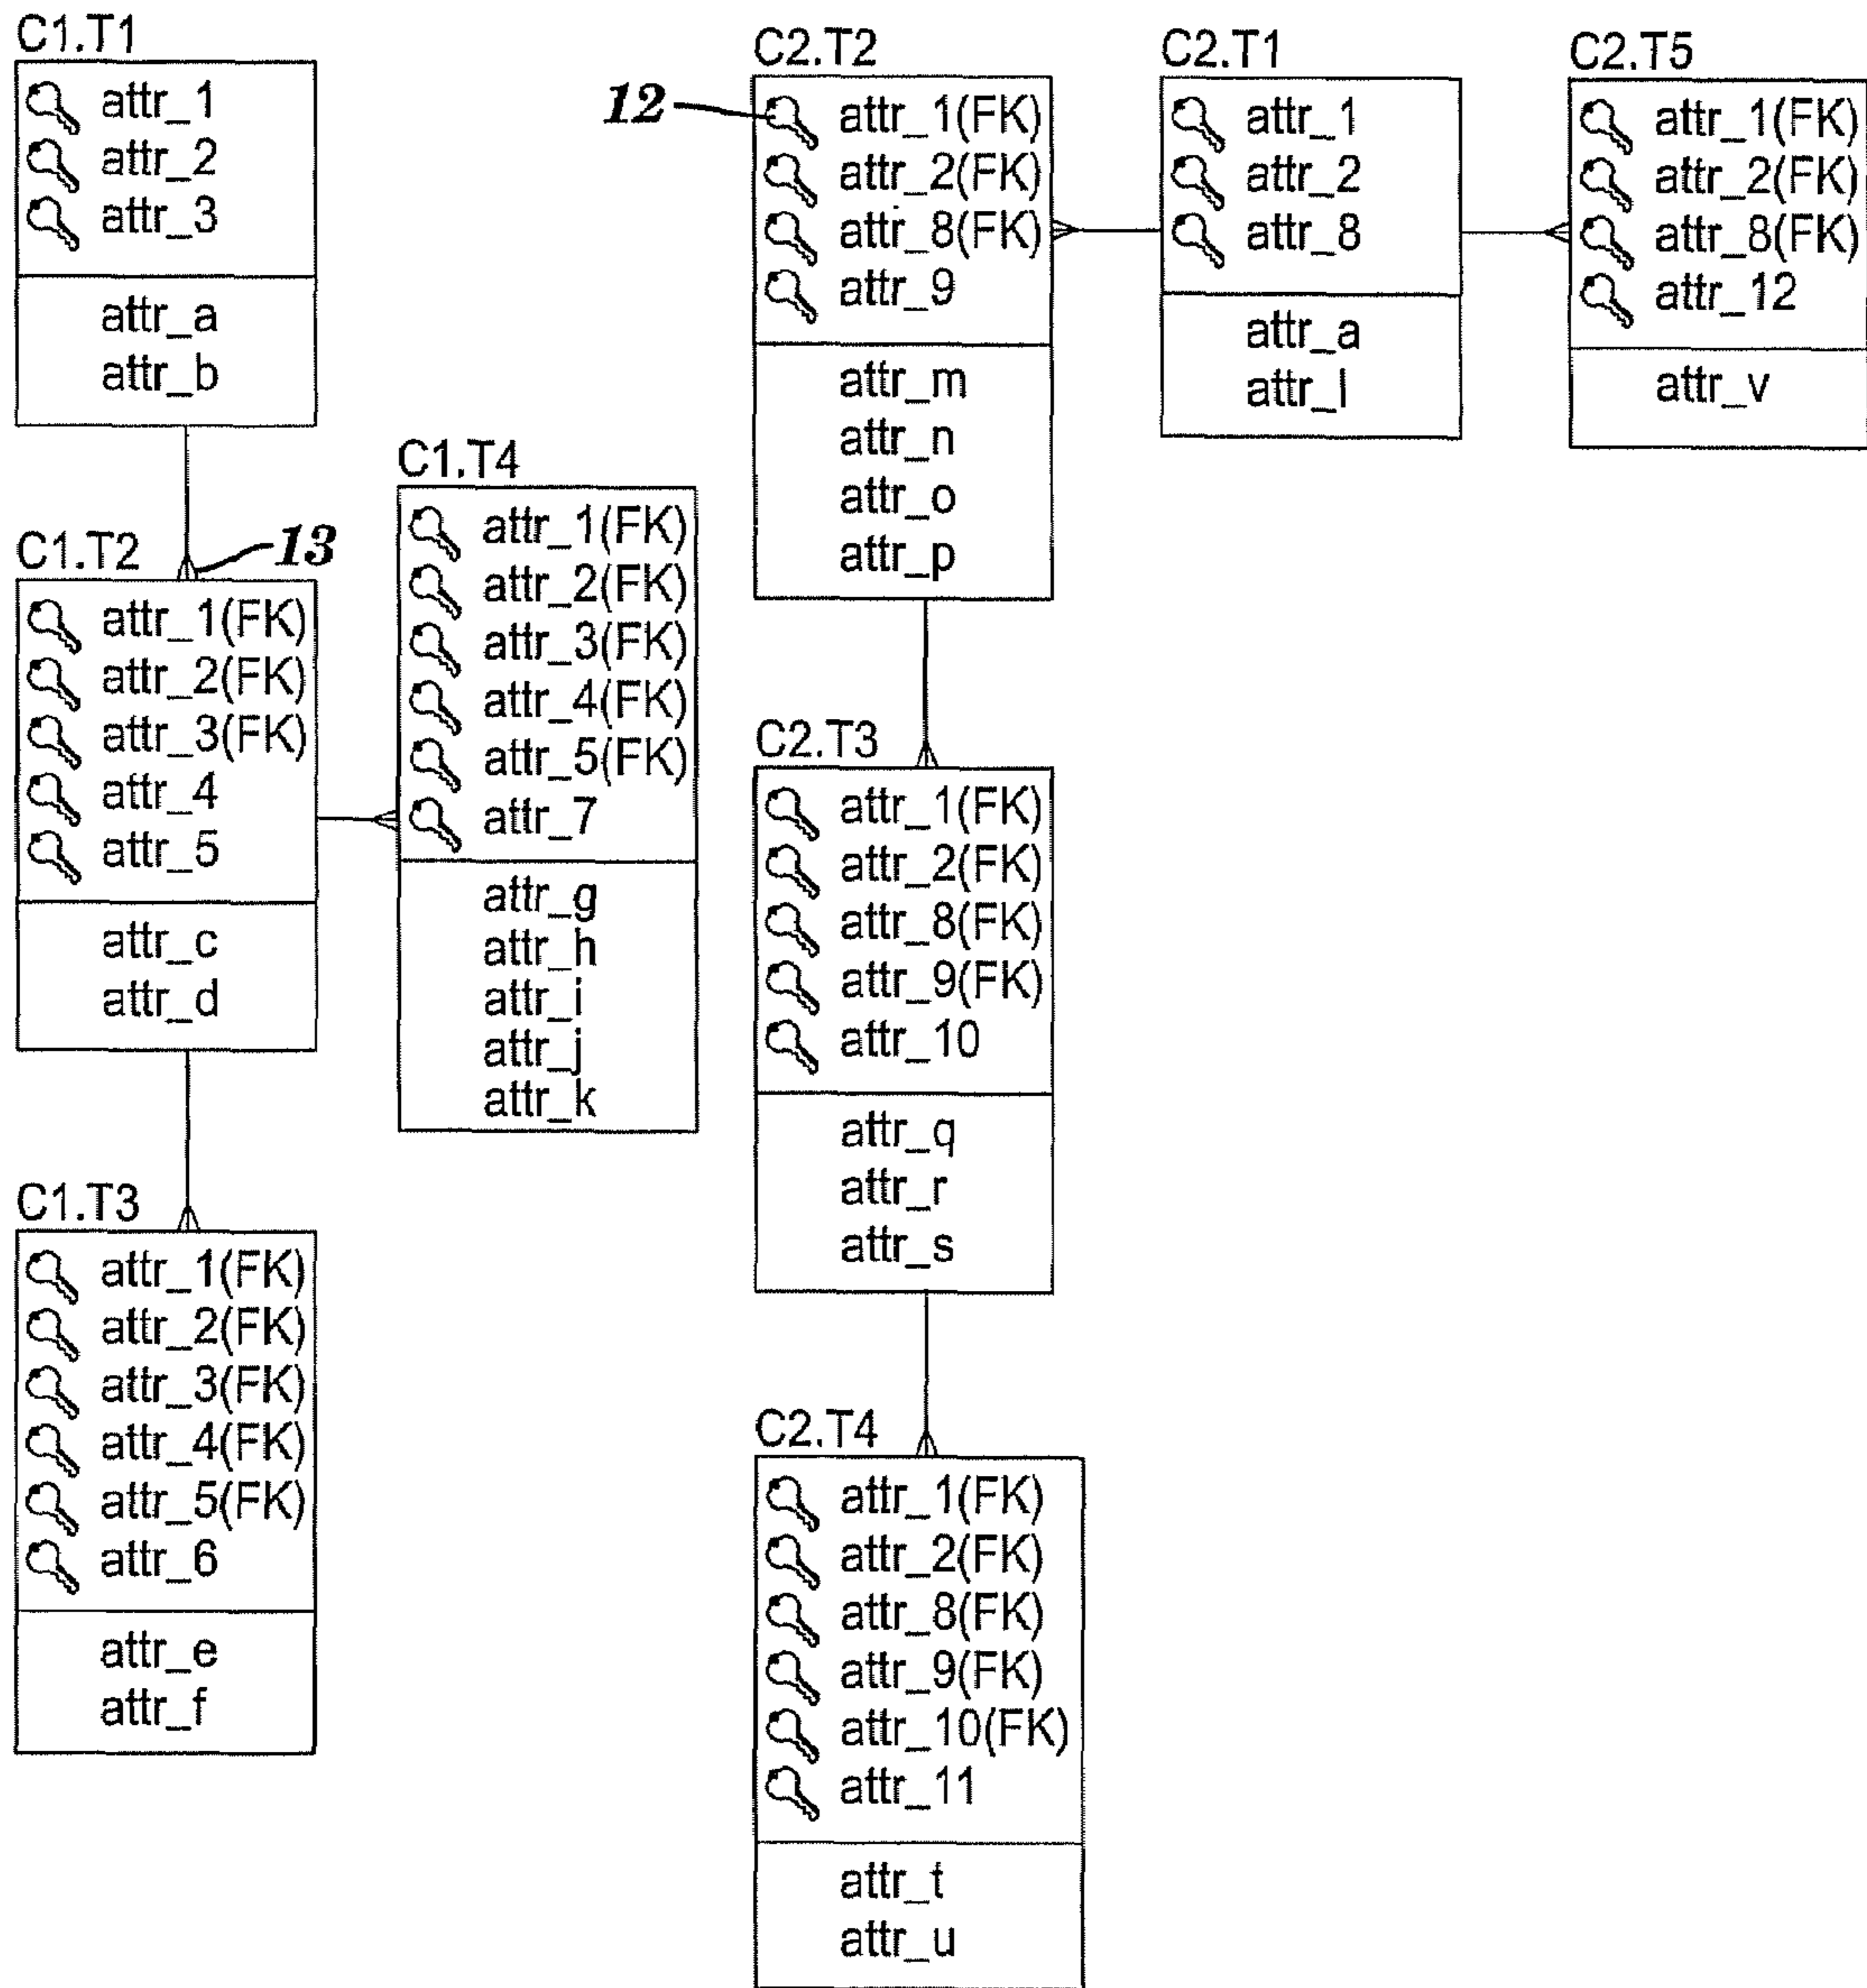 C1.T1
attr_1
attr_2
attr_3
attr_a
attr_b
C1.T2
13
attr_1(FK)
attr_2(FK)
attr_3(FK)
attr_4
attr_5
attr_c
attr_d
C1.T3
attr_1(FK)
attr_2(FK)
attr_3(FK)
attr_4(FK)
attr_5(FK)
attr_6
attr_e
attr_f
C1.T4
attr_1(FK)
attr_2(FK)
attr_3(FK)
attr_4(FK)
attr_5(FK)
attr_7
attr_g
attr_h
attr_i
attr_j
attr_k
C2.T2
12
attr_1(FK)
attr_2(FK)
attr_8(FK)
attr_9
attr_m
attr_n
attr_o
attr_p
C2.T3
attr_1(FK)
attr_2(FK)
attr_8(FK)
attr_9(FK)
attr_10
attr_q
attr_r
attr_s
C2.T4
attr_1(FK)
attr_2(FK)
attr_8(FK)
attr_9(FK)
attr_10(FK)
attr_11
attr_t
attr_u
C2.T1
attr_1
attr_2
attr_8
attr_a
attr_l
C2.T5
attr_1(FK)
attr_2(FK)
attr_8(FK)
attr_12
attr_v